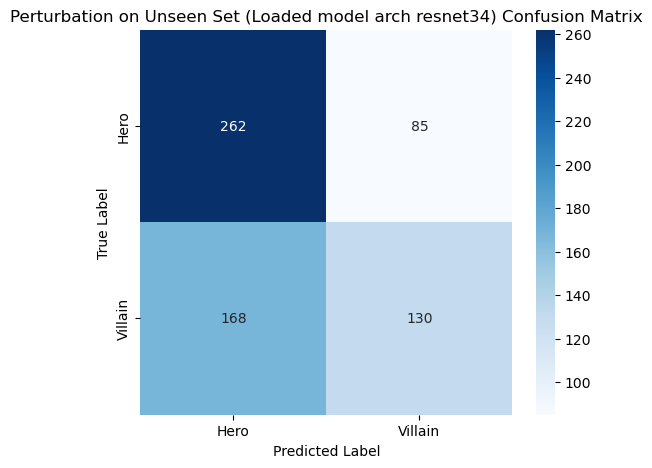 Perturbation on Unseen Set (Loaded model arch resnet34) Confusion Matrix
260
240
220
200
180
160
140
120
100
Hero
262
85
True Label
Villain
168
130
Hero
Villain
Predicted Label